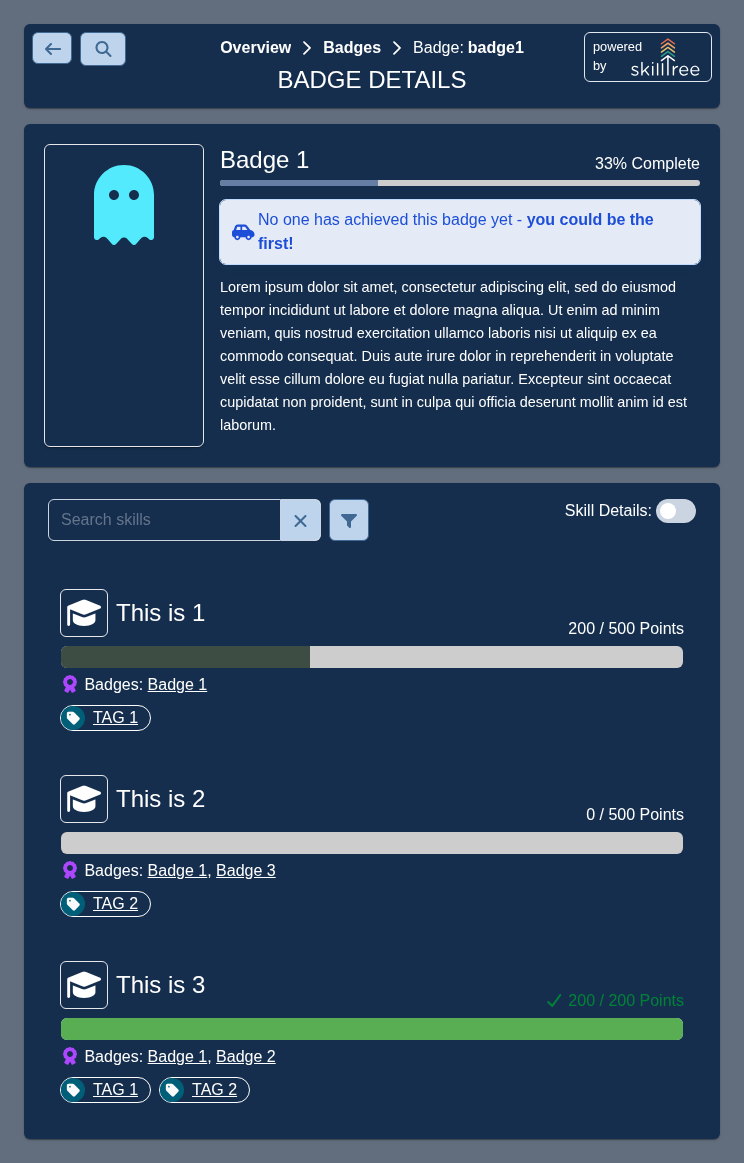 Overview > Badges > Badge: badge1
BADGE DETAILS
powered
by skilltree
Badge 1
33% Complete
No one has achieved this badge yet - you could be the
first!
Lorem ipsum dolor sit amet, consectetur adipiscing elit, sed do eiusmod
tempor incididunt ut labore et dolore magna aliqua. Ut enim ad minim
veniam, quis nostrud exercitation ullamco laboris nisi ut aliquip ex ea
commodo consequat. Duis aute irure dolor in reprehenderit in voluptate
velit esse cillum dolore eu fugiat nulla pariatur. Excepteur sint occaecat
cupidatat non proident, sunt in culpa qui officia deserunt mollit anim id est
laborum.
Search skills
Skill Details:
This is 1
200 / 500 Points
Badges: Badge 1
TAG 1
This is 2
0 / 500 Points
Badges: Badge 1, Badge 3
TAG 2
This is 3
200 / 200 Points
Badges: Badge 1, Badge 2
TAG 1 TAG 2